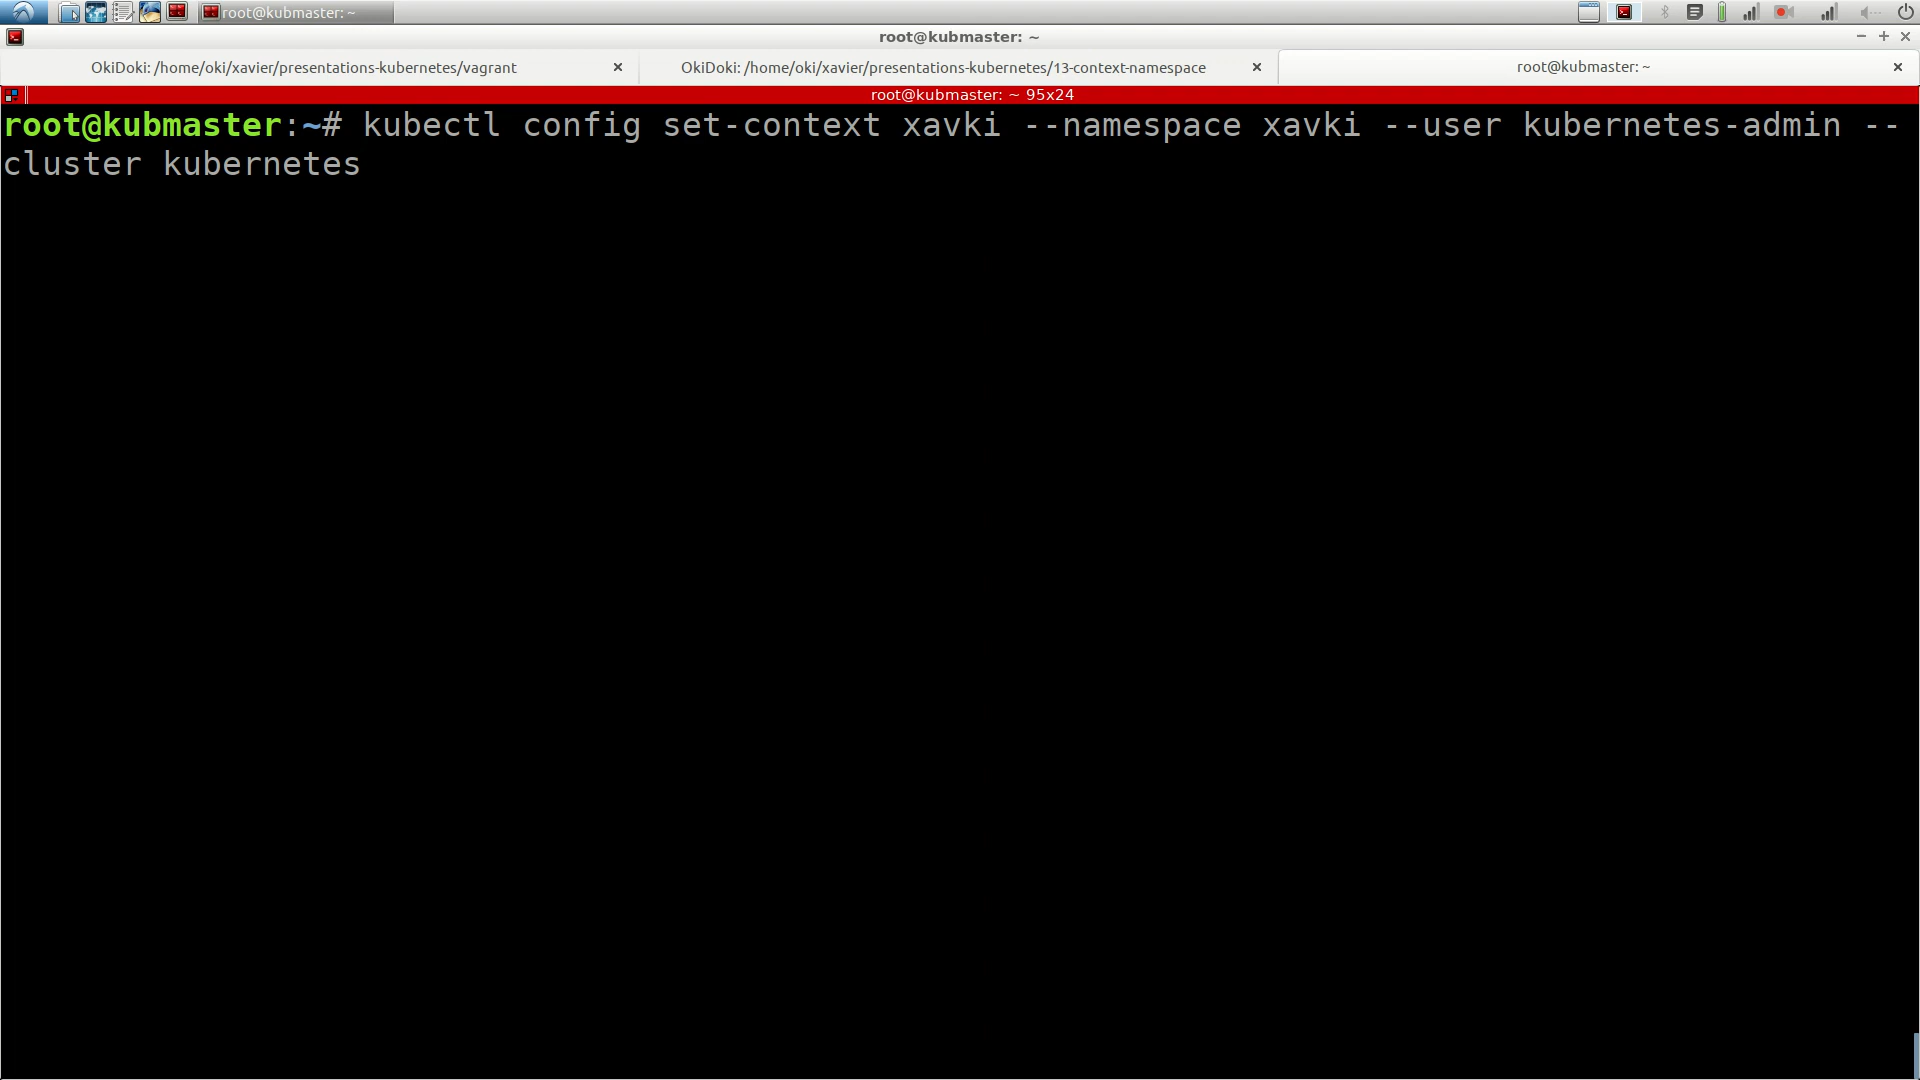 root@kubmaster: ~
root@kubmaster: ~
OkiDoki: /home/oki/xavier/presentations-kubernetes/vagrant
OkiDoki: /home/oki/xavier/presentations-kubernetes/13-context-namespace
root@kubmaster: ~
root@kubmaster: ~ 95x24
root@kubmaster:~# kubectl config set-context xavki --namespace xavki --user kubernetes-admin --
cluster kubernetes